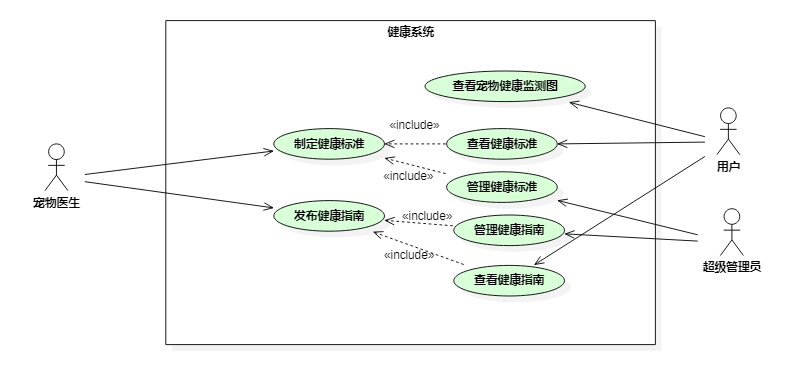 健康系统
查看宠物健康监测图
«include»
制定健康标准
查看健康标准
用户
«include»
管理健康标准
宠物医生
发布健康指南
«include»
管理健康指南
«include»
超级管理员
查看健康指南